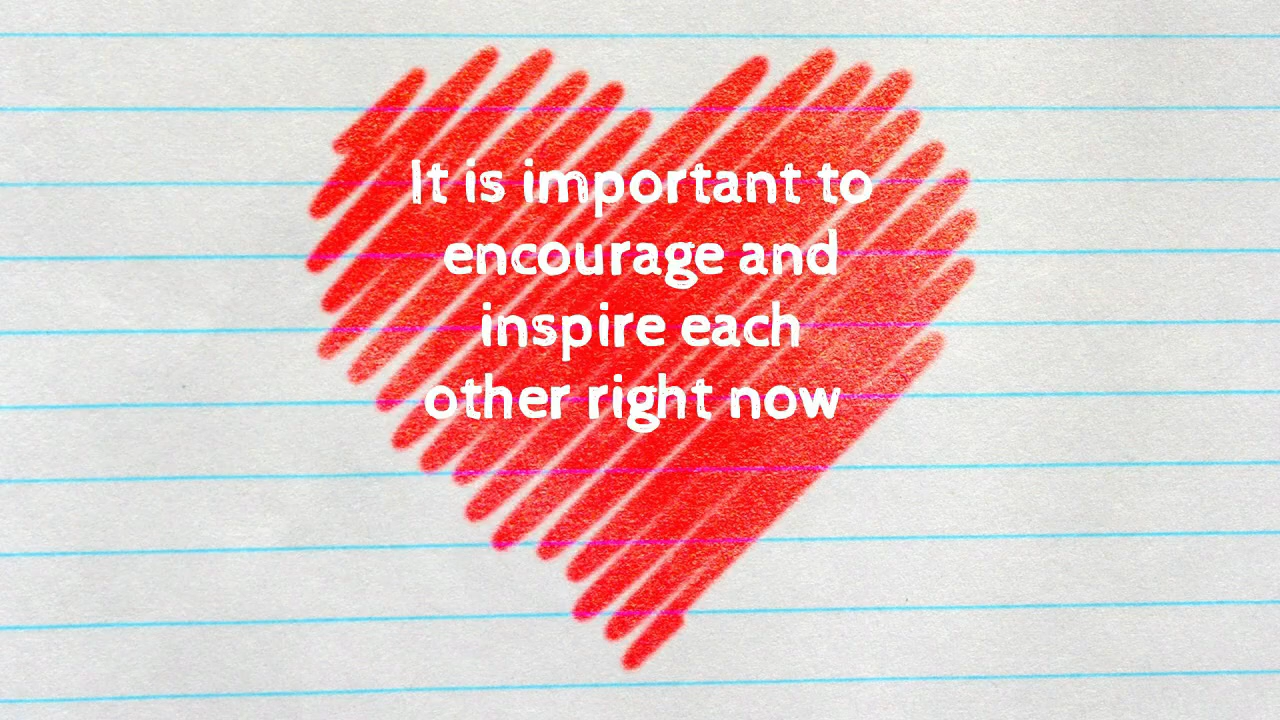 It is important to
encourage and
inspire each
other right now